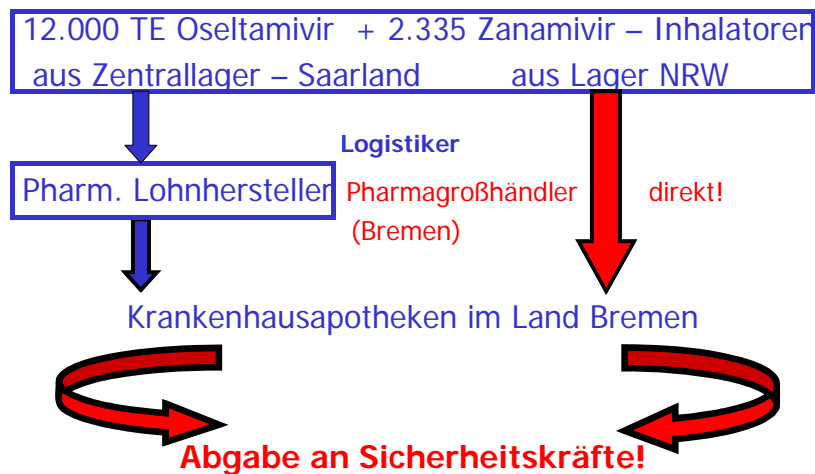 12.000 TE Oseltamivir + 2.335 Zanamivir – Inhalatoren
aus Zentrallager – Saarland aus Lager NRW
Logistiker
Pharm. Lohnhersteller Pharmagroßhändler direkt!
(Bremen)
Krankenhausapotheken im Land Bremen
Abgabe an Sicherheitskräfte!